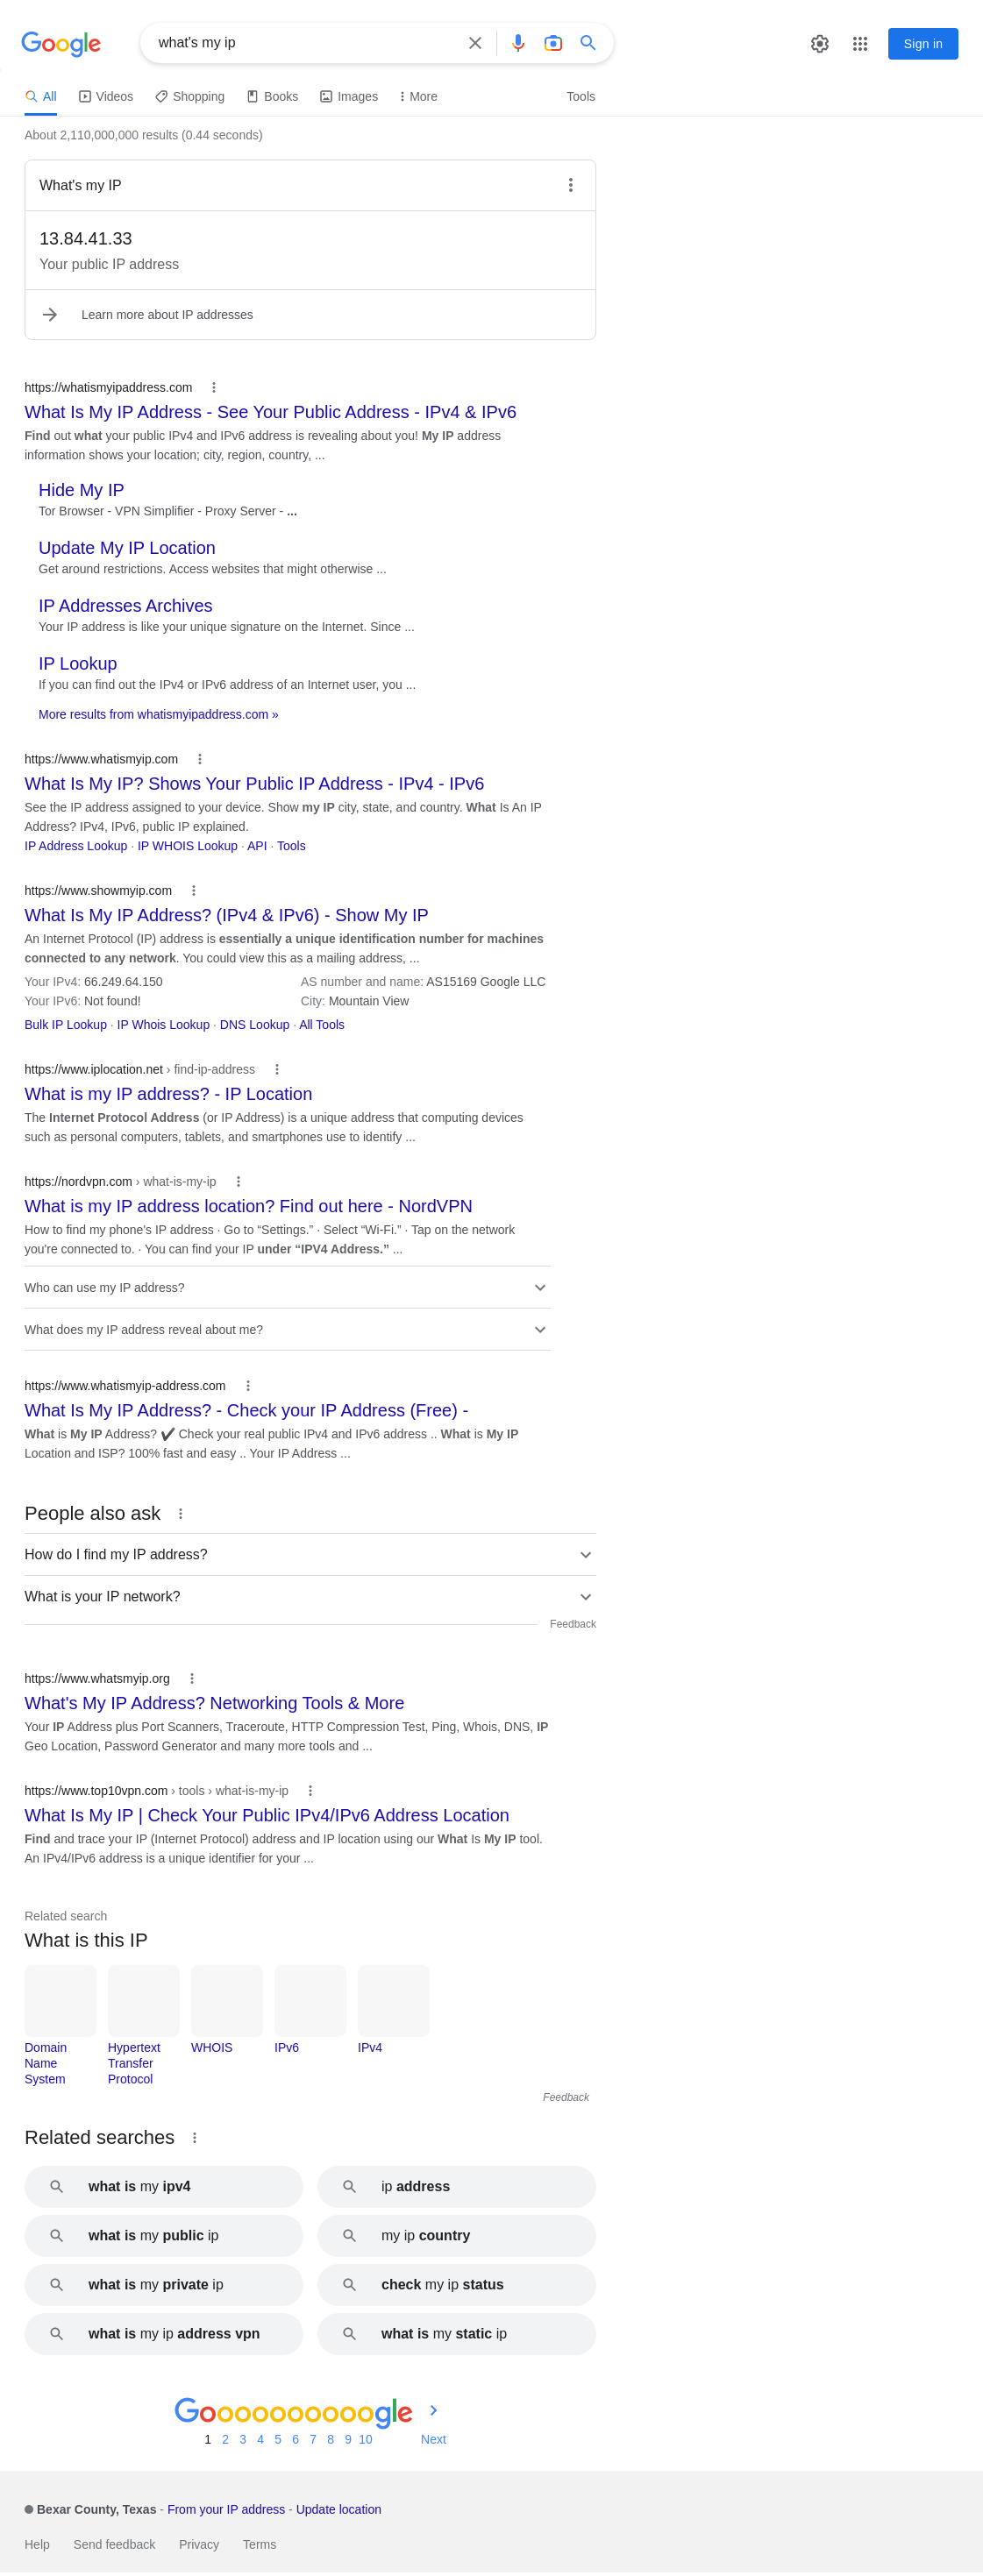 Google
what's my ip
Sign in
All Videos Shopping Books Images More Tools
About 2,110,000,000 results (0.44 seconds)
What's my IP
13.84.41.33
Your public IP address
Learn more about IP addresses
https://whatismyipaddress.com
What Is My IP Address - See Your Public Address - IPv4 & IPv6
Find out what your public IPv4 and IPv6 address is revealing about you! My IP address
information shows your location; city, region, country, ...
Hide My IP
Tor Browser - VPN Simplifier - Proxy Server - ...
Update My IP Location
Get around restrictions. Access websites that might otherwise ...
IP Addresses Archives
Your IP address is like your unique signature on the Internet. Since ...
IP Lookup
If you can find out the IPv4 or IPv6 address of an Internet user, you ...
More results from whatismyipaddress.com »
https://www.whatismyip.com
What Is My IP? Shows Your Public IP Address - IPv4 - IPv6
See the IP address assigned to your device. Show my IP city, state, and country. What Is An IP
Address? IPv4, IPv6, public IP explained.
IP Address Lookup · IP WHOIS Lookup · API · Tools
https://www.showmyip.com
What Is My IP Address? (IPv4 & IPv6) - Show My IP
An Internet Protocol (IP) address is essentially a unique identification number for machines
connected to any network. You could view this as a mailing address, ...
Your IPv4: 66.249.64.150 AS number and name: AS15169 Google LLC
Your IPv6: Not found! City: Mountain View
Bulk IP Lookup · IP Whois Lookup · DNS Lookup · All Tools
https://www.iplocation.net › find-ip-address
What is my IP address? - IP Location
The Internet Protocol Address (or IP Address) is a unique address that computing devices
such as personal computers, tablets, and smartphones use to identify ...
https://nordvpn.com › what-is-my-ip
What is my IP address location? Find out here - NordVPN
How to find my phone's IP address · Go to “Settings.” · Select “Wi-Fi.” · Tap on the network
you're connected to. · You can find your IP under “IPV4 Address.” ...
Who can use my IP address?
What does my IP address reveal about me?
https://www.whatismyip-address.com
What Is My IP Address? - Check your IP Address (Free) -
What is My IP Address? ✔️ Check your real public IPv4 and IPv6 address .. What is My IP
Location and ISP? 100% fast and easy .. Your IP Address ...
People also ask
How do I find my IP address?
What is your IP network?
Feedback
https://www.whatsmyip.org
What's My IP Address? Networking Tools & More
Your IP Address plus Port Scanners, Traceroute, HTTP Compression Test, Ping, Whois, DNS, IP
Geo Location, Password Generator and many more tools and ...
https://www.top10vpn.com › tools › what-is-my-ip
What Is My IP | Check Your Public IPv4/IPv6 Address Location
Find and trace your IP (Internet Protocol) address and IP location using our What Is My IP tool.
An IPv4/IPv6 address is a unique identifier for your ...
Related search
What is this IP
Domain Name System
Hypertext Transfer Protocol
WHOIS
IPv6
IPv4
Feedback
Related searches
what is my ipv4
ip address
what is my public ip
my ip country
what is my private ip
check my ip status
what is my ip address vpn
what is my static ip
Goooooooooogle
1 2 3 4 5 6 7 8 9 10 Next
Bexar County, Texas - From your IP address - Update location
Help Send feedback Privacy Terms